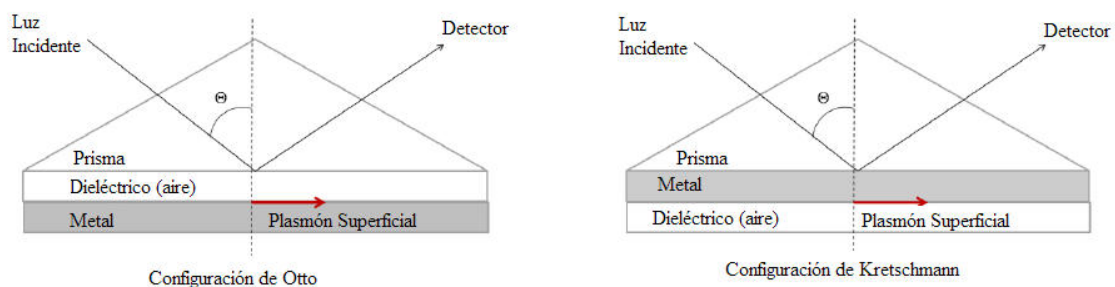 Luz
Incidente
Detector
Θ
Prisma
Dieléctrico (aire)
Metal
Plasmón Superficial
Configuración de Otto
Luz
Incidente
Detector
Θ
Prisma
Metal
Dieléctrico (aire)
Plasmón Superficial
Configuración de Kretschmann